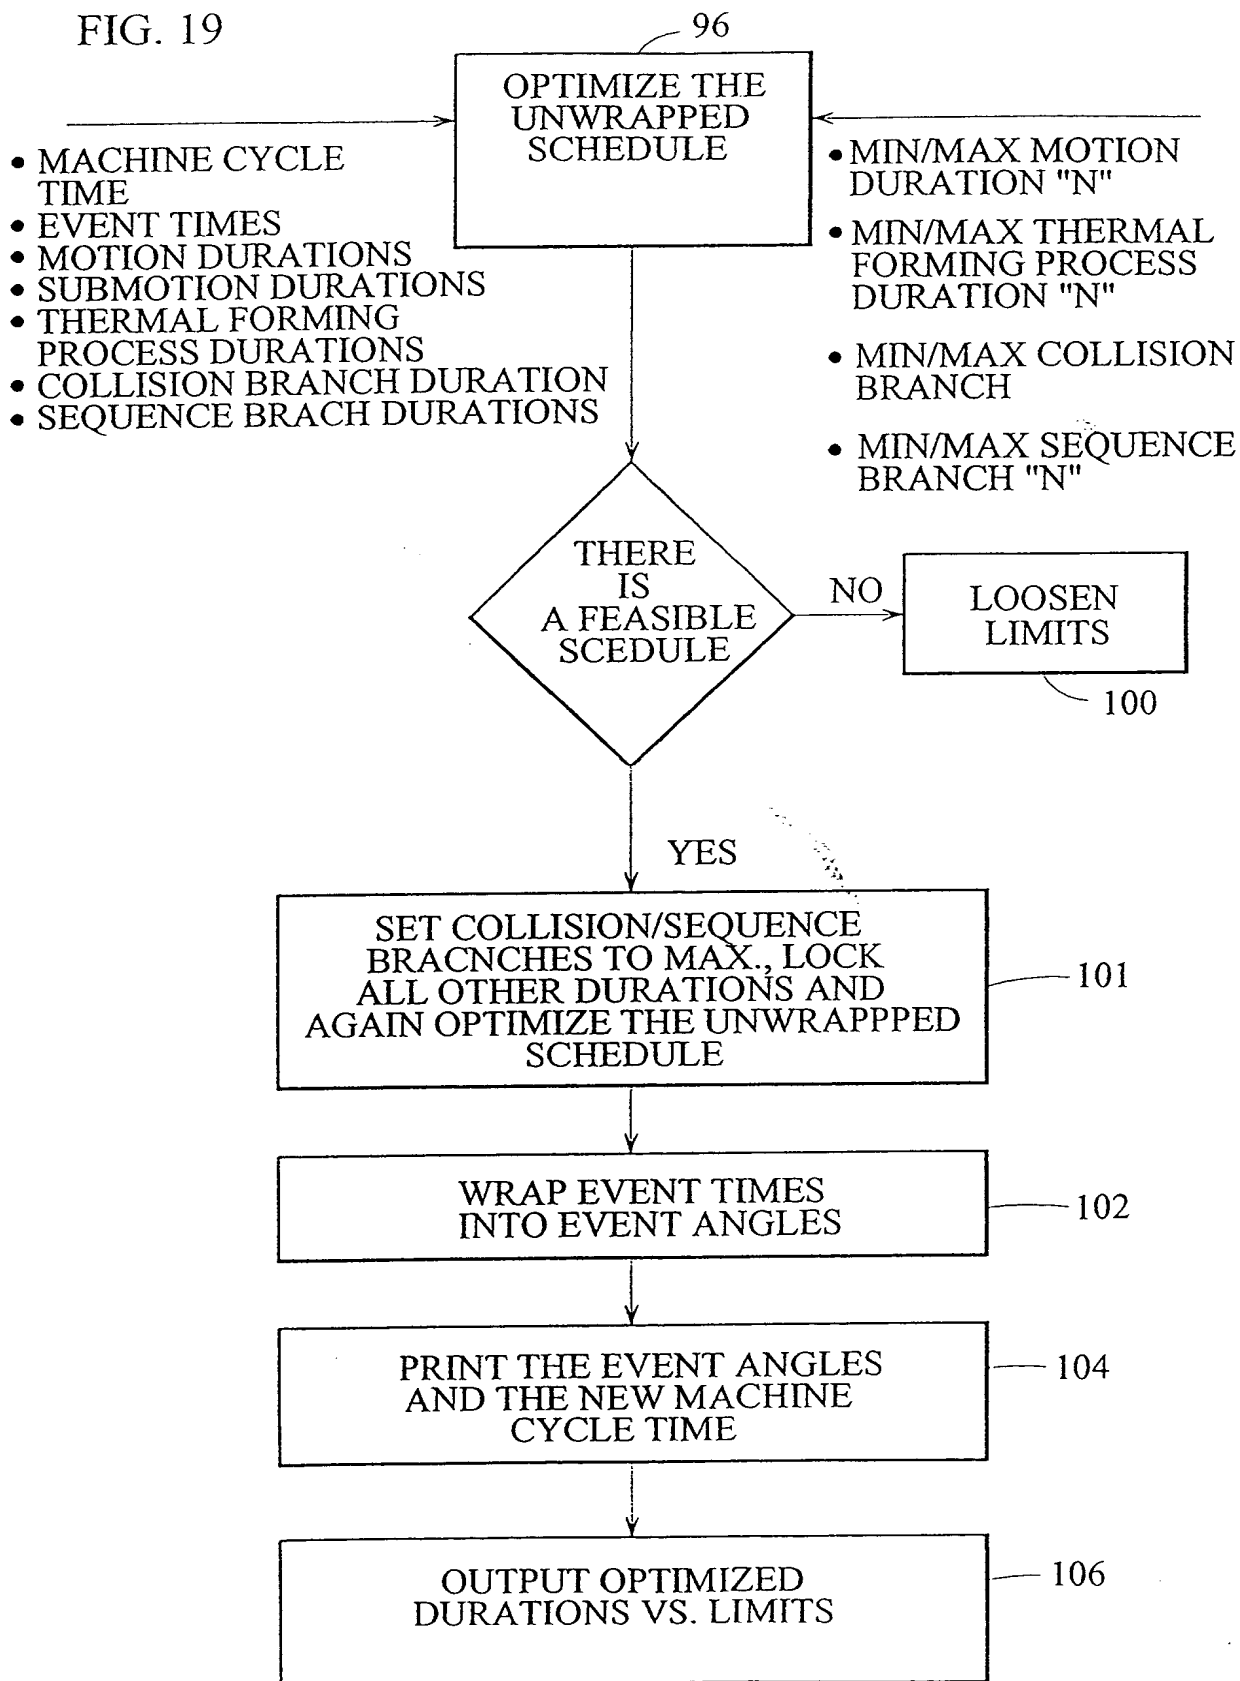 FIG. 19
96
OPTIMIZE THE
UNWRAPPED
SCHEDULE
• MACHINE CYCLE
TIME
• EVENT TIMES
• MOTION DURATIONS
• SUBMOTION DURATIONS
• THERMAL FORMING
PROCESS DURATIONS
• COLLISION BRANCH DURATION
• SEQUENCE BRACH DURATIONS
• MIN/MAX MOTION
DURATION "N"
• MIN/MAX THERMAL
FORMING PROCESS
DURATION "N"
• MIN/MAX COLLISION
BRANCH
• MIN/MAX SEQUENCE
BRANCH "N"
THERE
IS
A FEASIBLE
SCEDULE
NO
LOOSEN
LIMITS
100
YES
SET COLLISION/SEQUENCE
BRACNCHES TO MAX., LOCK
ALL OTHER DURATIONS AND
AGAIN OPTIMIZE THE UNWRAPPPED
SCHEDULE
101
WRAP EVENT TIMES
INTO EVENT ANGLES
102
PRINT THE EVENT ANGLES
AND THE NEW MACHINE
CYCLE TIME
104
OUTPUT OPTIMIZED
DURATIONS VS. LIMITS
106